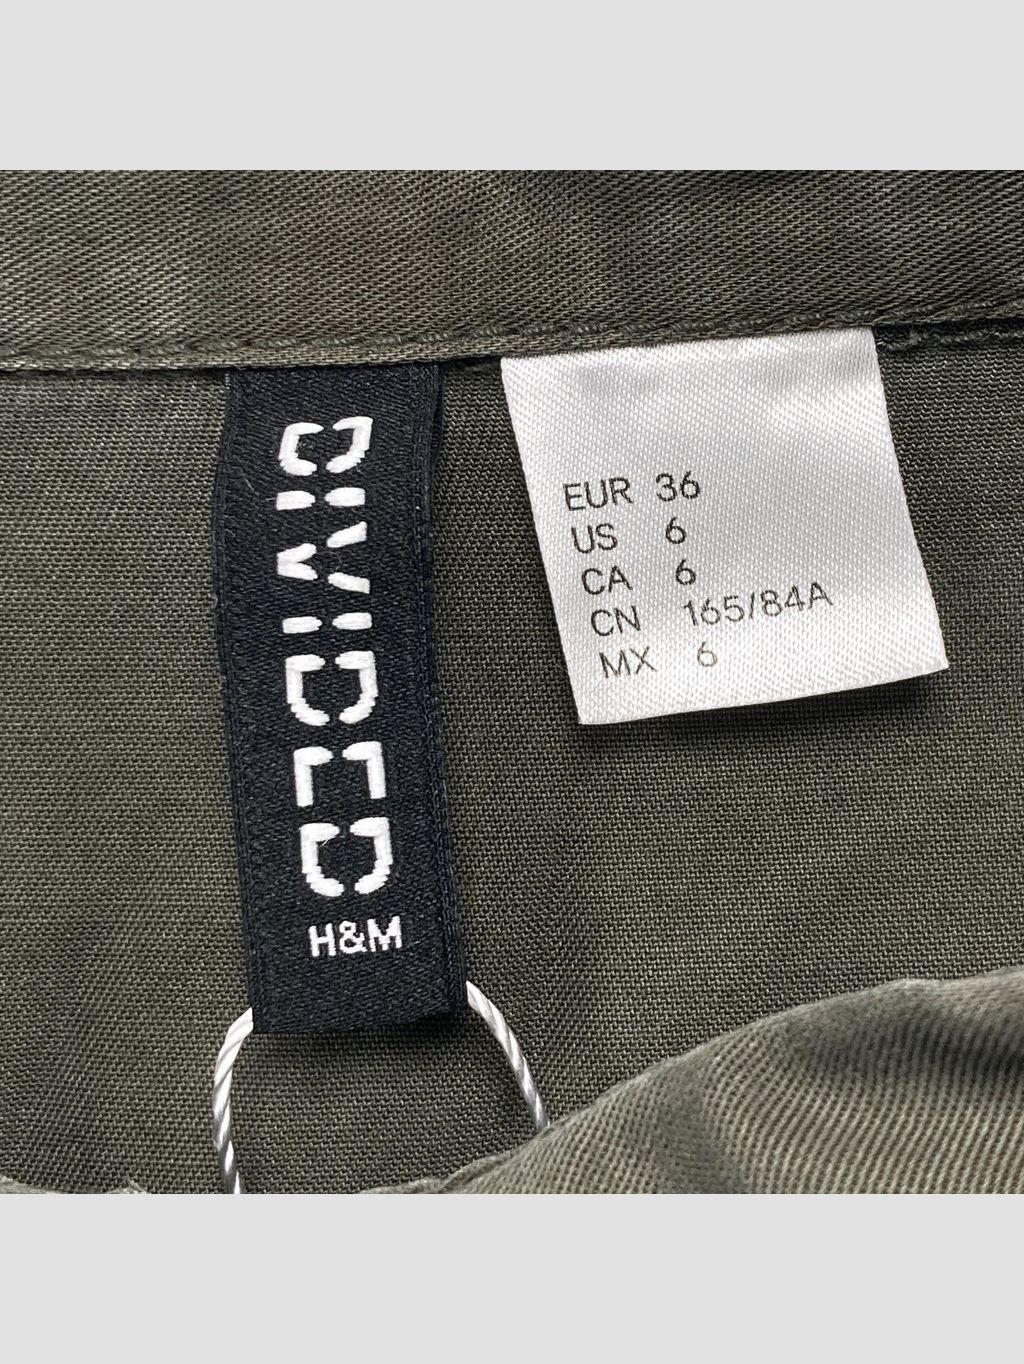 DIVIDED
H&M
EUR 36
US 6
CA 6
CN 165/84A
MX 6